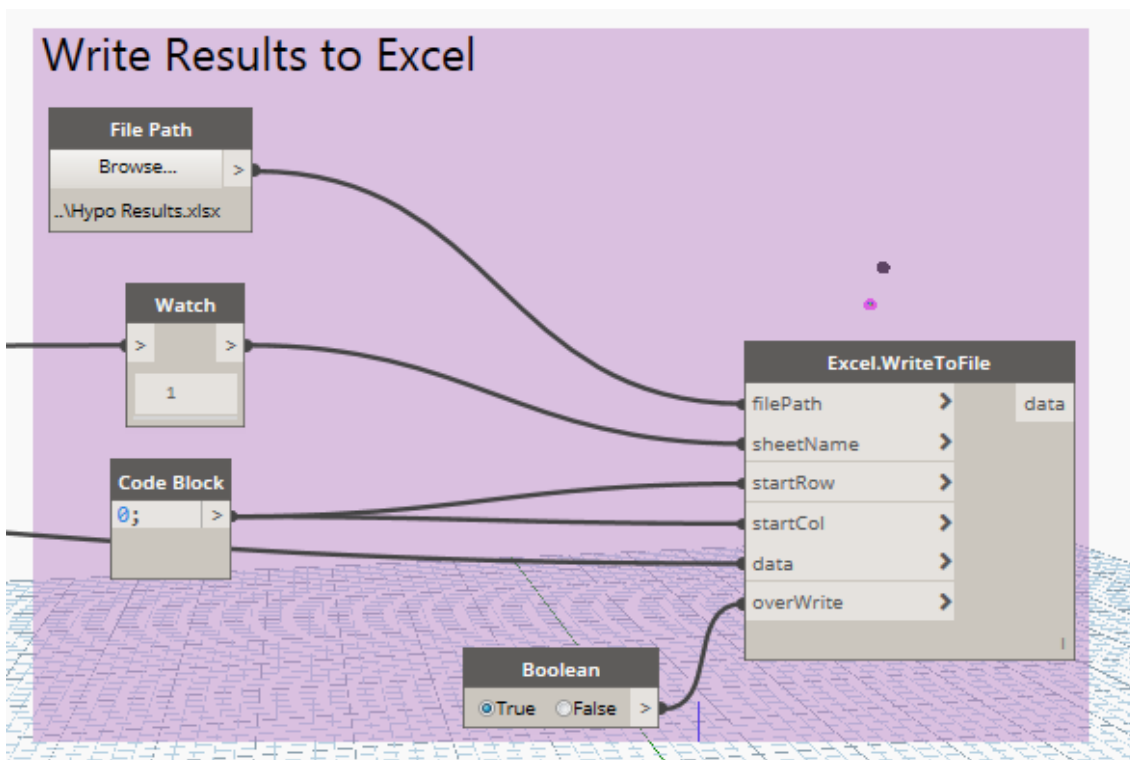 Write Results to Excel
File Path
Browse...
>
..\Hypo Results.xlsx
Watch
> >
1
Code Block
0; >
Excel.WriteToFile
filePath
data
sheetName
startRow
startCol
data
overWrite
l
Boolean
True False >